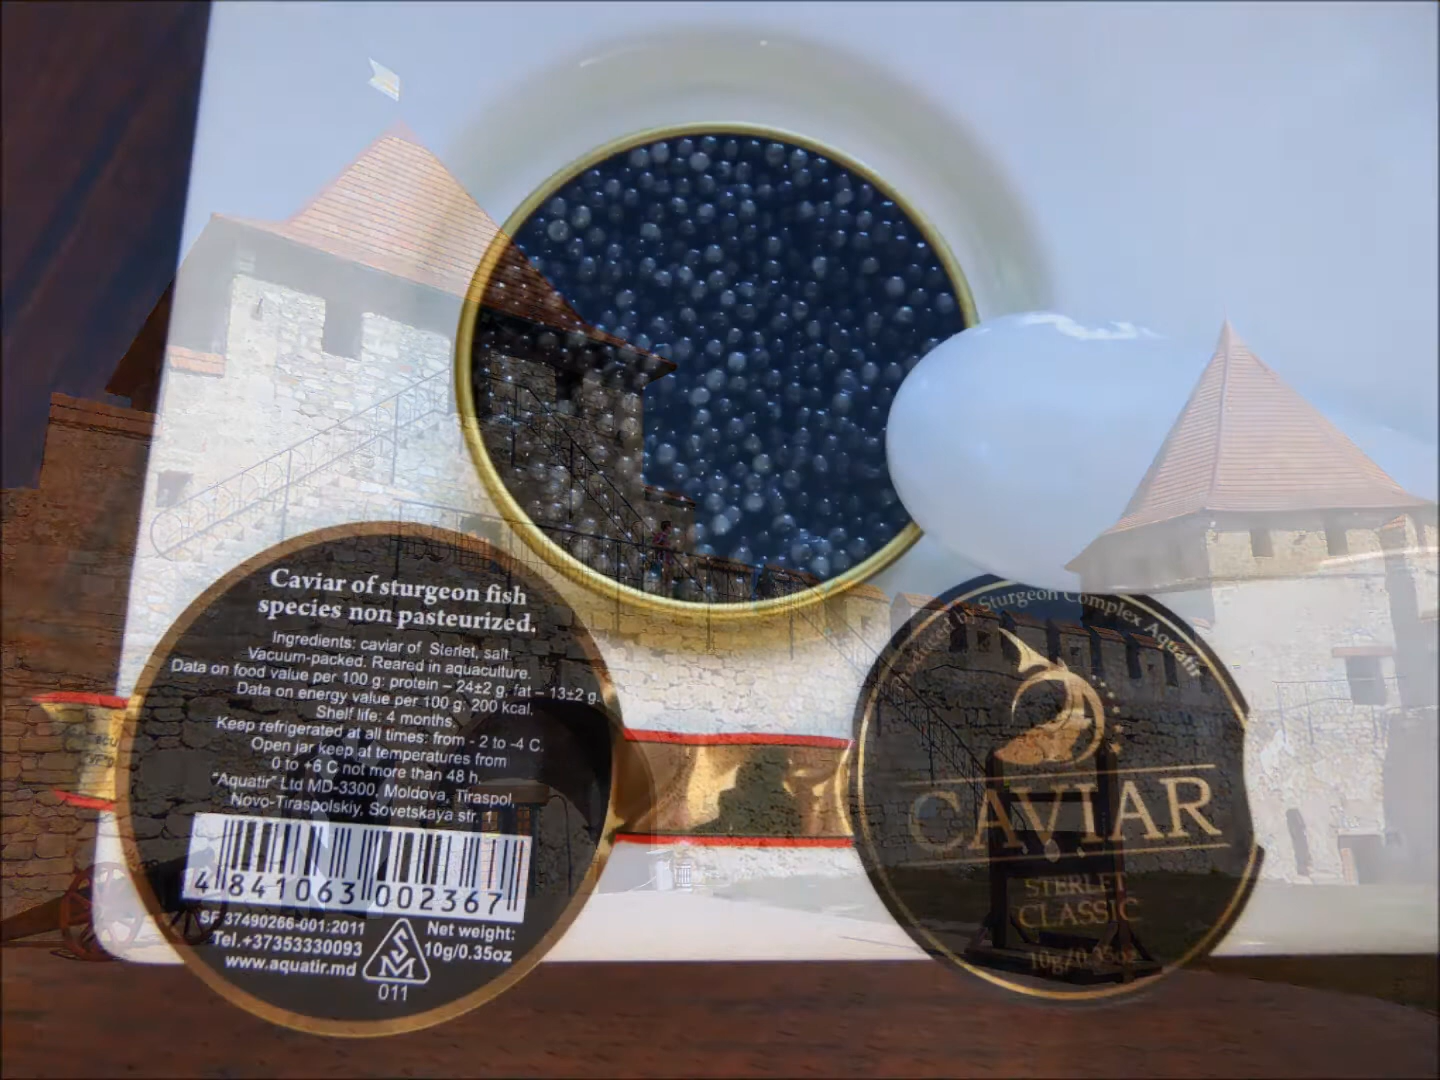 Caviar of sturgeon fish
species non pasteurized.
Ingredients: caviar of Sterlet, salt
Vacuum-packed. Reared in aquaculture.
Data on food value per 100 g: protein – 24±2 g, fat – 13±2 g.
Data on energy value per 100 g: 200 kcal.
Shelf life: 4 months.
Keep refrigerated at all times: from - 2 to -4 C.
Open jar keep at temperatures from
0 to +6 C not more than 48 h.
"Aquatir" Ltd MD-3300, Moldova, Tiraspol,
Novo-Tiraspolskiy, Sovetskaya str. 1
4 841063 002367
SF 37490266-001:2011
Tel.+37353330093
www.aquatir.md
Net weight:
10g/0.35oz
SM
011
by Sturgeon Complex Aquatir
CAVIAR
STERLET
CLASSIC
10g/0.35oz